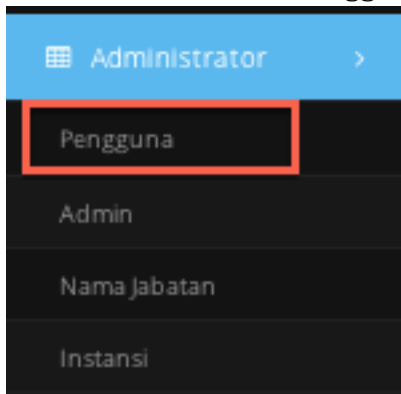 Administrator
Pengguna
Admin
Nama Jabatan
Instansi